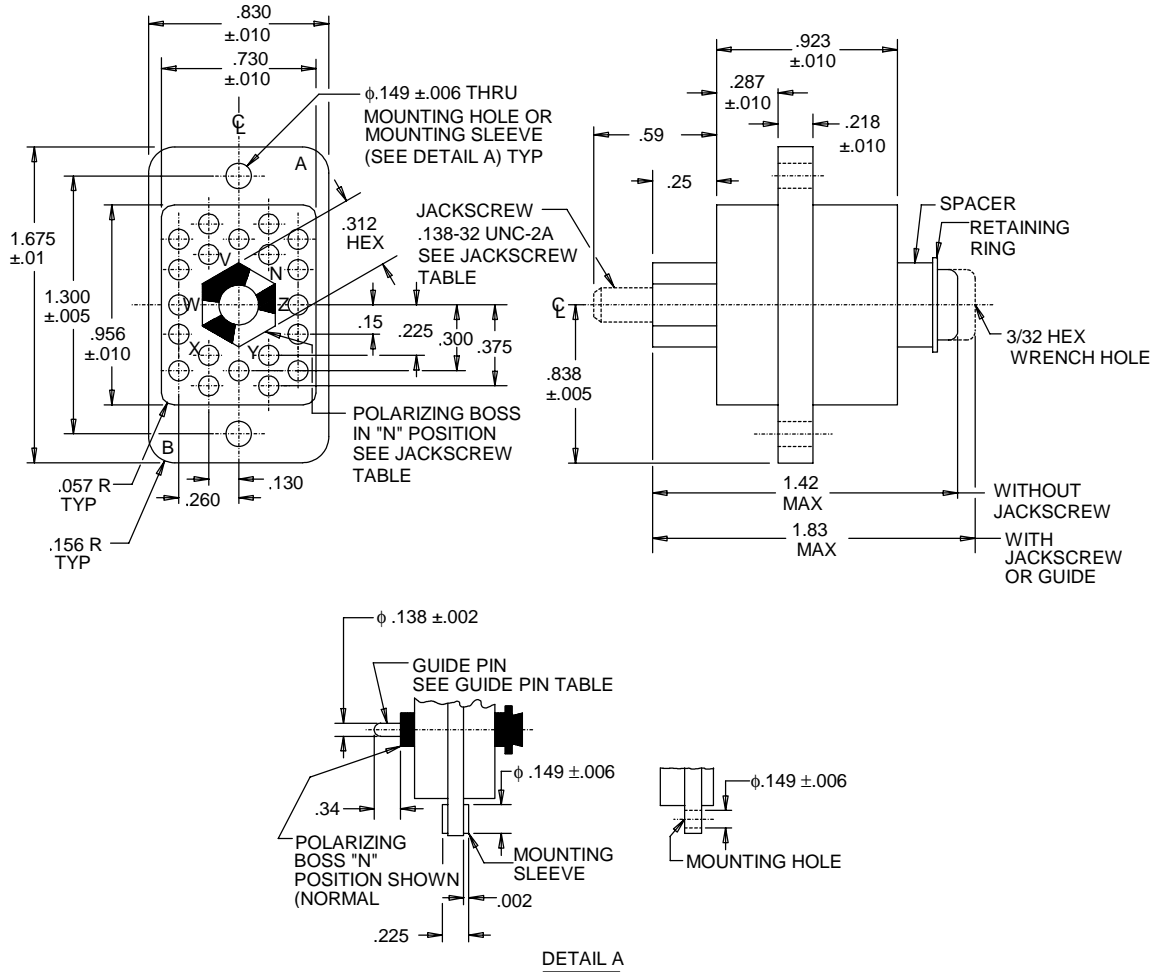 .830
±.010
.730
±.010
℄
ϕ.149 ±.006 THRU
MOUNTING HOLE OR
MOUNTING SLEEVE
(SEE DETAIL A) TYP
A
1.675
±.01
1.300
±.005
.956
±.010
V
N
W
Z
X
Y
B
.312
HEX
.15
.225
.300
.375
POLARIZING BOSS
IN "N" POSITION
SEE JACKSCREW
TABLE
.057 R
TYP
.156 R
TYP
.260
.130
.923
±.010
.287
±.010
.59
.218
±.010
.25
JACKSCREW
.138-32 UNC-2A
SEE JACKSCREW
TABLE
SPACER
RETAINING
RING
℄
3/32 HEX
WRENCH HOLE
.838
±.005
1.42
MAX
WITHOUT
JACKSCREW
1.83
MAX
WITH
JACKSCREW
OR GUIDE
ϕ .138 ±.002
GUIDE PIN
SEE GUIDE PIN TABLE
ϕ .149 ±.006
.34
POLARIZING
BOSS "N"
POSITION SHOWN
(NORMAL
MOUNTING
SLEEVE
.002
.225
ϕ.149 ±.006
MOUNTING HOLE
DETAIL A